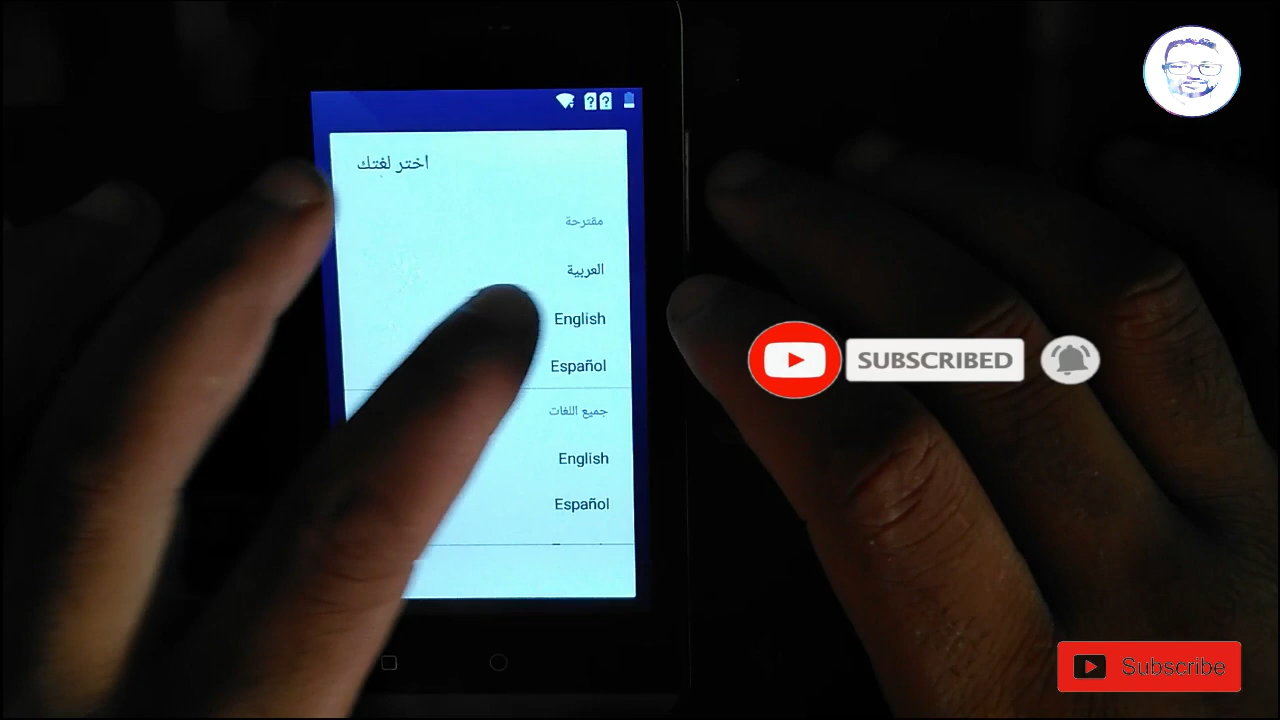 اختر لغتك
مقترحة
العربية
English
Español
جميع اللغات
English
Español
SUBSCRIBED
Subscribe